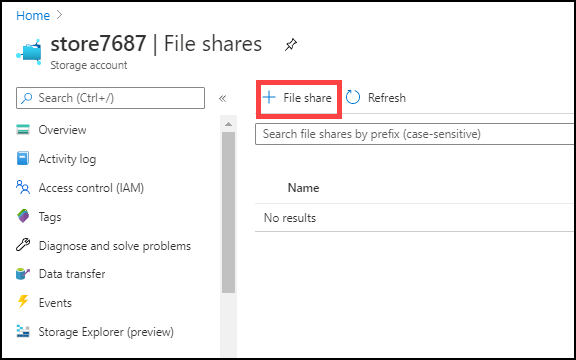 Home
store7687 | File shares
Storage account
Search (Ctrl+/)
«
+ File share
Refresh
Search file shares by prefix (case-sensitive)
Overview
Activity log
Access control (IAM)
Tags
Diagnose and solve problems
Data transfer
Events
Storage Explorer (preview)
Name
No results